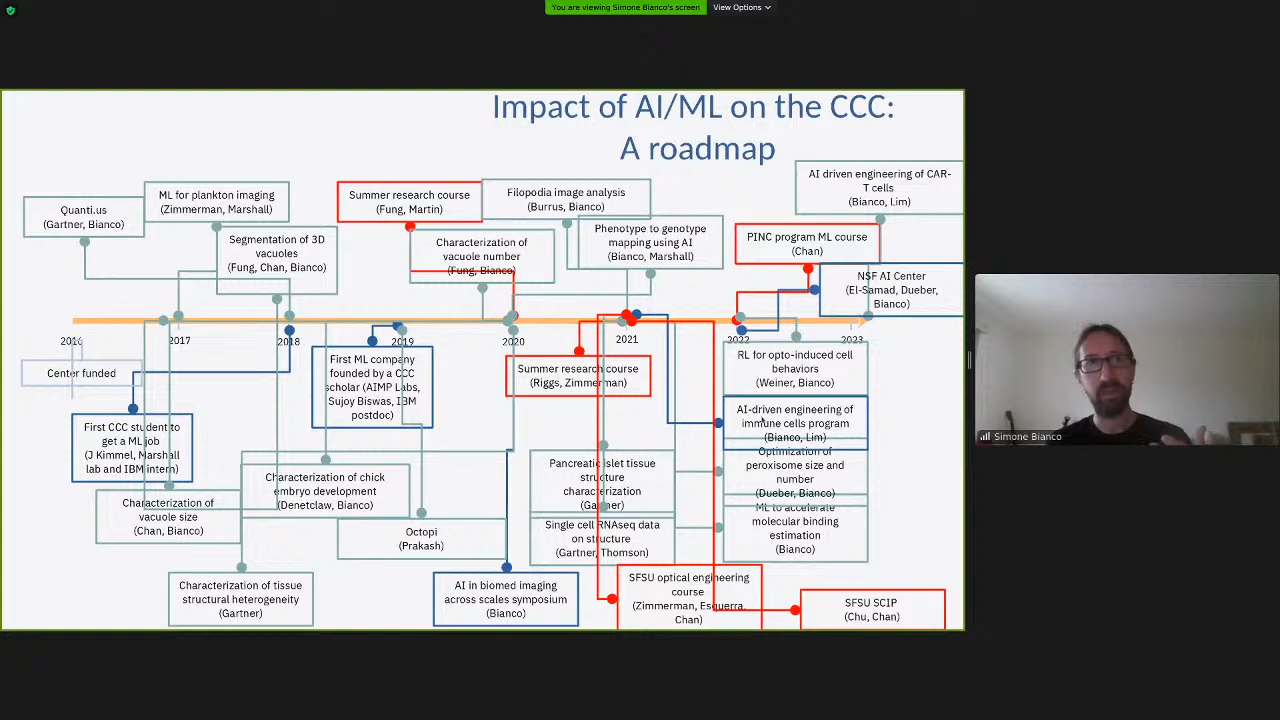 You are viewing Simone Bianco's screen
View Options
Impact of AI/ML on the CCC:
A roadmap
Quanti.us
(Gartner, Bianco)
ML for plankton imaging
(Zimmerman, Marshall)
Segmentation of 3D
vacuoles
(Fung, Chan, Bianco)
Summer research course
(Fung, Martin)
Characterization of
vacuole number
(Fung, Bianco)
Filopodia image analysis
(Burrus, Bianco)
Phenotype to genotype
mapping using AI
(Bianco, Marshall)
AI driven engineering of CAR-
T cells
(Bianco, Lim)
PINC program ML course
(Chan)
NSF AI Center
(El-Samad, Dueber,
Bianco)
2016
2017
2018
2019
2020
2021
2022
2023
Center funded
First CCC student to
get a ML job
(J Kimmel, Marshall
lab and IBM intern)
First ML company
founded by a CCC
scholar (AIMP Labs,
Sujoy Biswas, IBM
postdoc)
Summer research course
(Riggs, Zimmerman)
RL for opto-induced cell
behaviors
(Weiner, Bianco)
AI-driven engineering of
immune cells program
(Bianco, Lim)
Optimization of
peroxisome size and
number
(Dueber, Bianco)
ML to accelerate
molecular binding
estimation
(Bianco)
Characterization of
vacuole size
(Chan, Bianco)
Characterization of chick
embryo development
(Denetclaw, Bianco)
Octopi
(Prakash)
Pancreatic islet tissue
structure
characterization
(Gartner)
Single cell RNAseq data
on structure
(Gartner, Thomson)
Characterization of tissue
structural heterogeneity
(Gartner)
AI in biomed imaging
across scales symposium
(Bianco)
SFSU optical engineering
course
(Zimmerman, Esquerra,
Chan)
SFSU SCIP
(Chu, Chan)
Simone Bianco